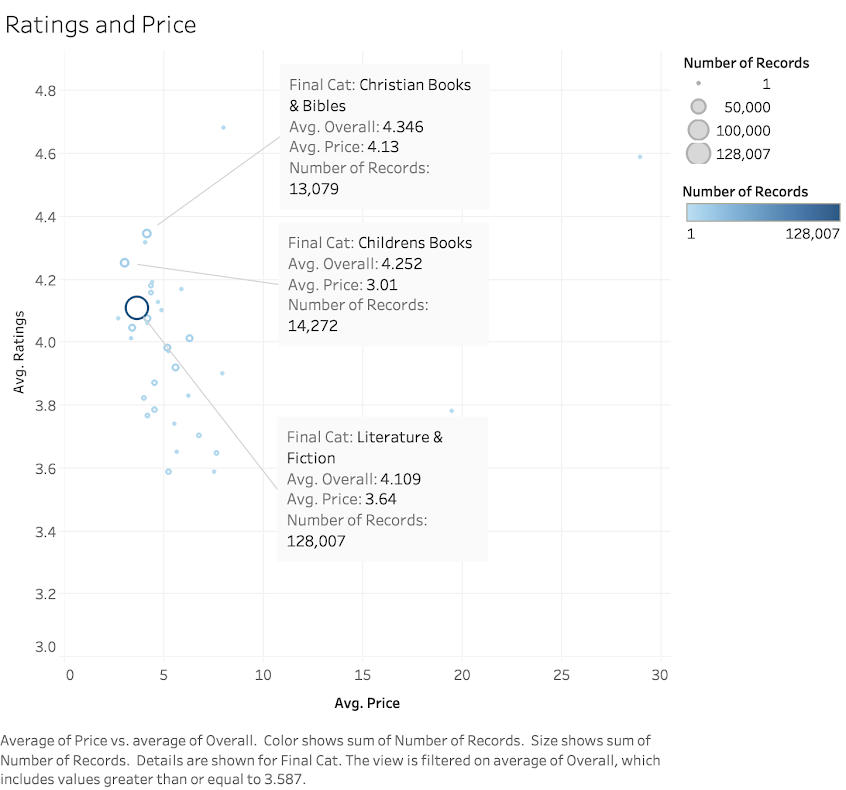 Ratings and Price
Final Cat: Christian Books
& Bibles
Avg. Overall: 4.346
Avg. Price: 4.13
Number of Records:
13,079
Final Cat: Childrens Books
Avg. Overall: 4.252
Avg. Price: 3.01
Number of Records:
14,272
Final Cat: Literature &
Fiction
Avg. Overall: 4.109
Avg. Price: 3.64
Number of Records:
128,007
Avg. Ratings
4.8
4.6
4.4
4.2
4.0
3.8
3.6
3.4
3.2
3.0
0
5
10
15
20
25
30
Avg. Price
Number of Records
1
50,000
100,000
128,007
Number of Records
1
128,007
Average of Price vs. average of Overall. Color shows sum of Number of Records. Size shows sum of
Number of Records. Details are shown for Final Cat. The view is filtered on average of Overall, which
includes values greater than or equal to 3.587.